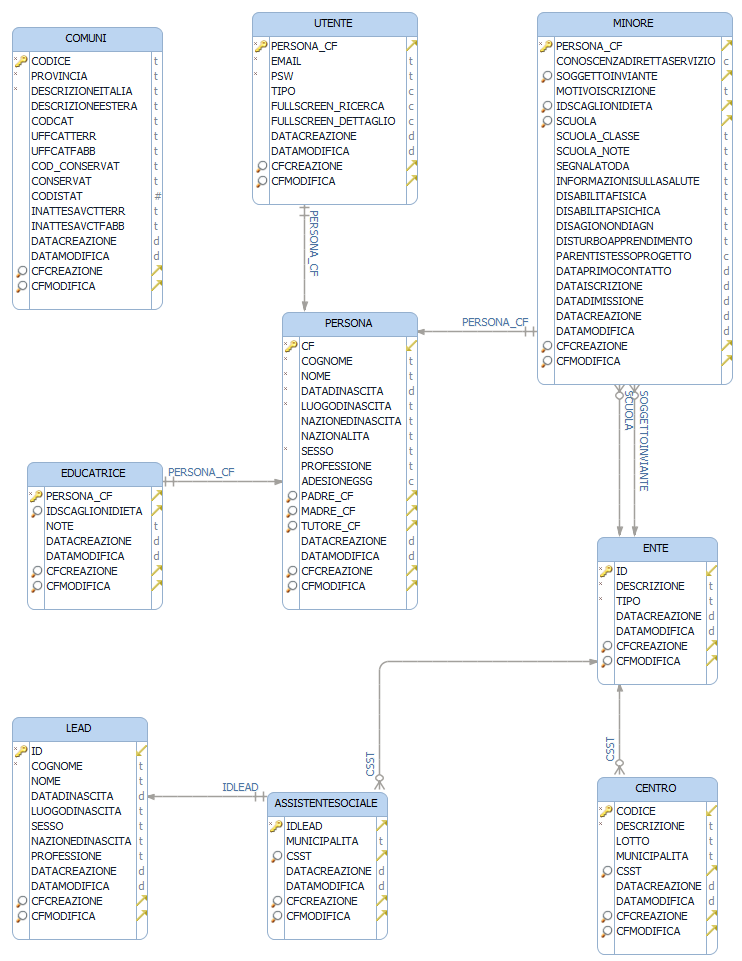 COMUNI
CODICE t
PROVINCIA t
DESCRIZIONEITALIA t
DESCRIZIONEESTERA t
CODCAT t
UFFCATTERR t
UFFCATFABB t
COD_CONSERVAT t
CONSERVAT t
CODISTAT #
INATTESAVCTTERR t
INATTESAVCTFABB t
DATACREAZIONE d
DATAMODIFICA d
CFCREAZIONE
CFMODIFICA
UTENTE
PERSONA_CF
EMAIL t
PSW t
TIPO c
FULLSCREEN_RICERCA c
FULLSCREEN_DETTAGLIO c
DATACREAZIONE d
DATAMODIFICA d
CFCREAZIONE
CFMODIFICA
MINORE
PERSONA_CF
CONOSCENZADIRETTASERVIZIO c
SOGGETTOINVIANTE
MOTIVOISCRIZIONE t
IDSCAGLIONIDIETA
SCUOLA
SCUOLA_CLASSE t
SCUOLA_NOTE t
SEGNALATODA t
INFORMAZIONISULLASALUTE t
DISABILITAFISICA t
DISABILITAPSICHICA t
DISAGIONONDIAGN t
DISTURBOAPPRENDIMENTO t
PARENTISTESSOPROGETTO c
DATAPRIMOCONTATTO d
DATAISCRIZIONE d
DATADIMISSIONE d
DATACREAZIONE d
DATAMODIFICA d
CFCREAZIONE
CFMODIFICA
PERSONA_CF
PERSONA_CF
SCUOLA
SOGGETTOINVIANTE
PERSONA
CF
COGNOME t
NOME t
DATADINASCITA d
LUOGODINASCITA t
NAZIONEDINASCITA t
NAZIONALITA t
SESSO t
PROFESSIONE t
ADESIONEGSG c
PADRE_CF
MADRE_CF
TUTORE_CF
DATACREAZIONE d
DATAMODIFICA d
CFCREAZIONE
CFMODIFICA
EDUCATRICE
PERSONA_CF
IDSCAGLIONIDIETA
NOTE t
DATACREAZIONE d
DATAMODIFICA d
CFCREAZIONE
CFMODIFICA
PERSONA_CF
ENTE
ID
DESCRIZIONE t
TIPO t
DATACREAZIONE d
DATAMODIFICA d
CFCREAZIONE
CFMODIFICA
CSST
CSST
LEAD
ID
COGNOME t
NOME t
DATADINASCITA d
LUOGODINASCITA t
SESSO t
NAZIONEDINASCITA t
PROFESSIONE t
DATACREAZIONE d
DATAMODIFICA d
CFCREAZIONE
CFMODIFICA
IDLEAD
ASSISTENTESOCIALE
IDLEAD
MUNICIPALITA t
CSST
DATACREAZIONE d
DATAMODIFICA d
CFCREAZIONE
CFMODIFICA
CENTRO
CODICE
DESCRIZIONE t
LOTTO t
MUNICIPALITA t
CSST
DATACREAZIONE d
DATAMODIFICA d
CFCREAZIONE
CFMODIFICA